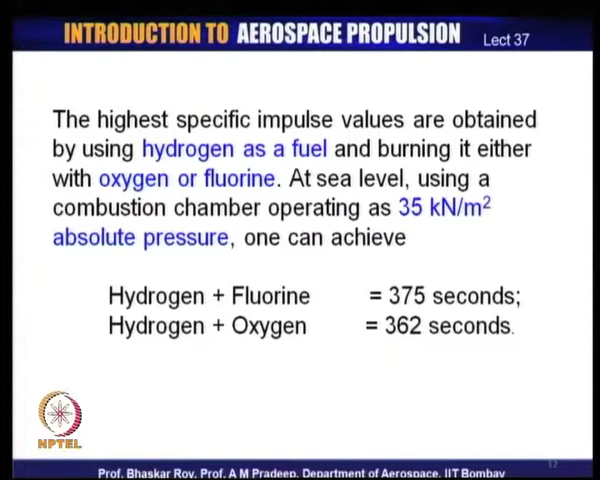 INTRODUCTION TO AEROSPACE PROPULSION Lect 37
The highest specific impulse values are obtained
by using hydrogen as a fuel and burning it either
with oxygen or fluorine. At sea level, using a
combustion chamber operating as 35 kN/m²
absolute pressure, one can achieve
Hydrogen + Fluorine = 375 seconds;
Hydrogen + Oxygen = 362 seconds.
NPTEL
12
Prof. Bhaskar Roy, Prof. A M Pradeep, Department of Aerospace, IIT Bombay